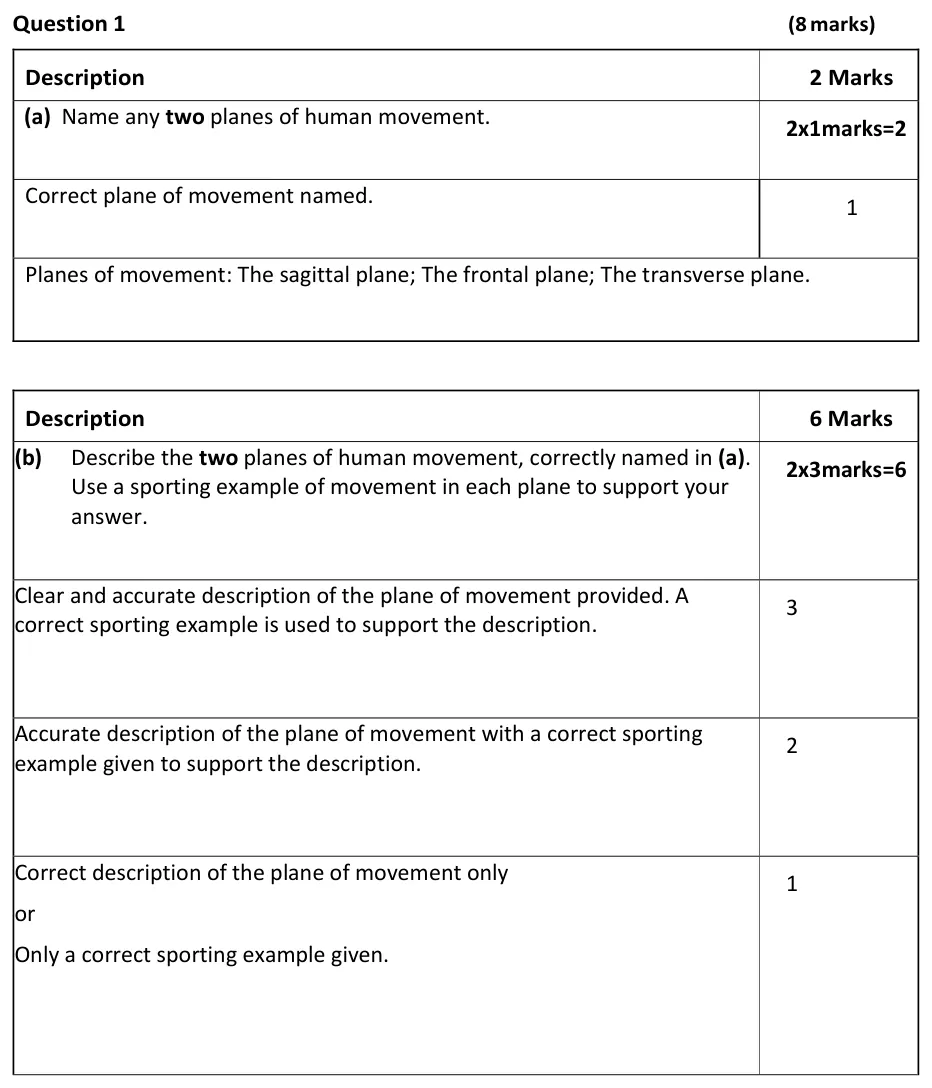 Question 1 (8 marks)
Description 2 Marks
(a) Name any two planes of human movement. 2x1marks=2
Correct plane of movement named. 1
Planes of movement: The sagittal plane; The frontal plane; The transverse plane.
Description 6 Marks
(b) Describe the two planes of human movement, correctly named in (a). 2x3marks=6
Use a sporting example of movement in each plane to support your
answer.
Clear and accurate description of the plane of movement provided. A 3
correct sporting example is used to support the description.
Accurate description of the plane of movement with a correct sporting 2
example given to support the description.
Correct description of the plane of movement only 1
or
Only a correct sporting example given.